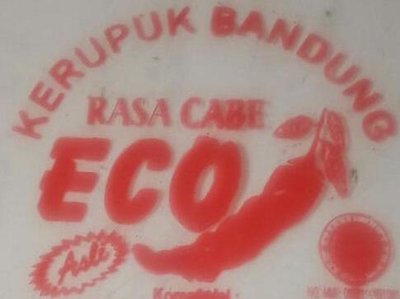 KERUPUK BANDUNG
RASA CABE
ECO
Asli